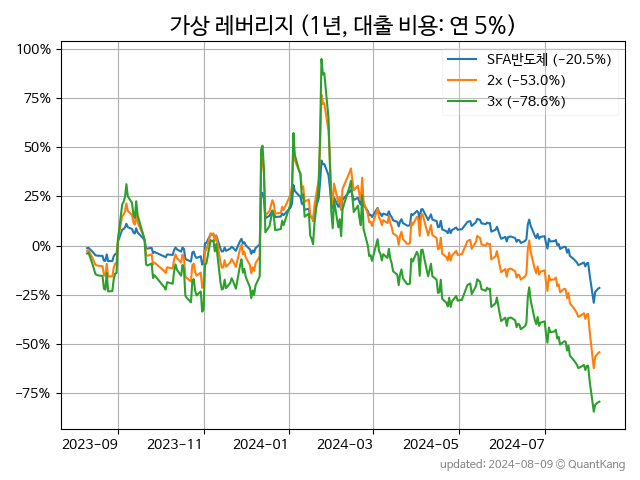 가상 레버리지 (1년, 대출 비용: 연 5%)
100%
75%
50%
25%
0%
−25%
−50%
−75%
SFA반도체 (-20.5%)
2x (-53.0%)
3x (-78.6%)
2023-09
2023-11
2024-01
2024-03
2024-05
2024-07
updated: 2024-08-09 © QuantKang